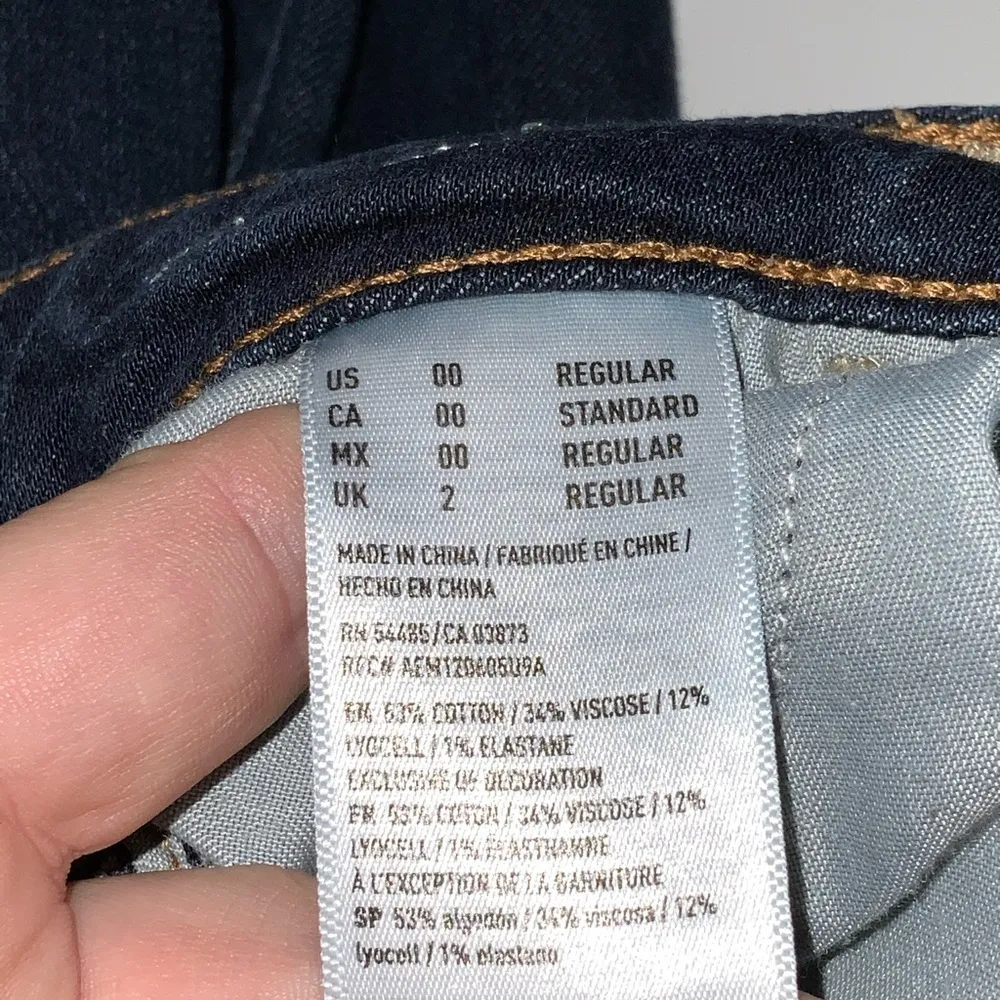 US 00 REGULAR
CA 00 STANDARD
MX 00 REGULAR
UK 2 REGULAR
MADE IN CHINA / FABRIQUÉ EN CHINE /
HECHO EN CHINA
RN 54485/CA 03873
RFC# AEM120605U9A
EN 53% COTTON / 34% VISCOSE / 12%
LYOCELL / 1% ELASTANE
EXCLUSIVE OF DECORATION
FR 53% COTON / 34% VISCOSE / 12%
LYOCELL / 1% ELASTHANNE
À L'EXCEPTION DE LA GARNITURE
SP 53% algodón / 34% viscosa / 12%
lyocell / 1% elastano